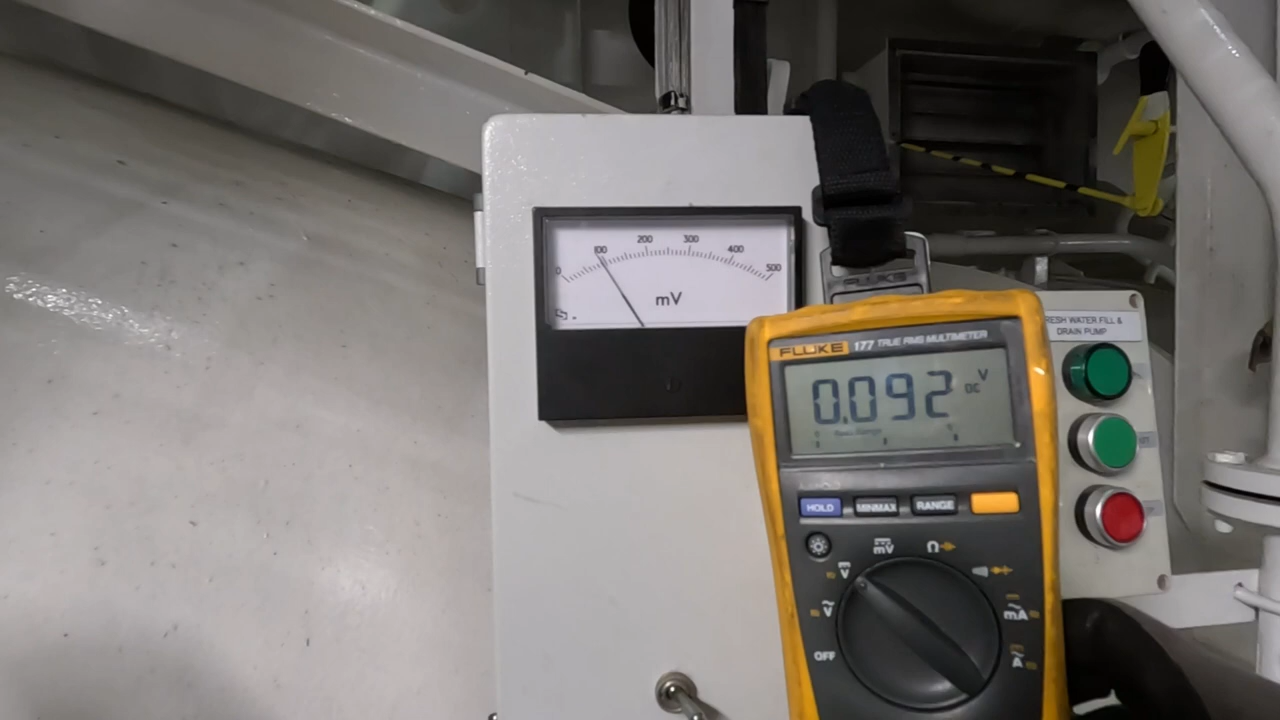 0 100 200 300 400 500
mV
FLUKE
RESH WATER FILL &
DRAIN PUMP
FLUKE 177 TRUE RMS MULTIMETER
0.092 V
DC
HOLD MINMAX RANGE
mV Ω
V
V mA
OFF A